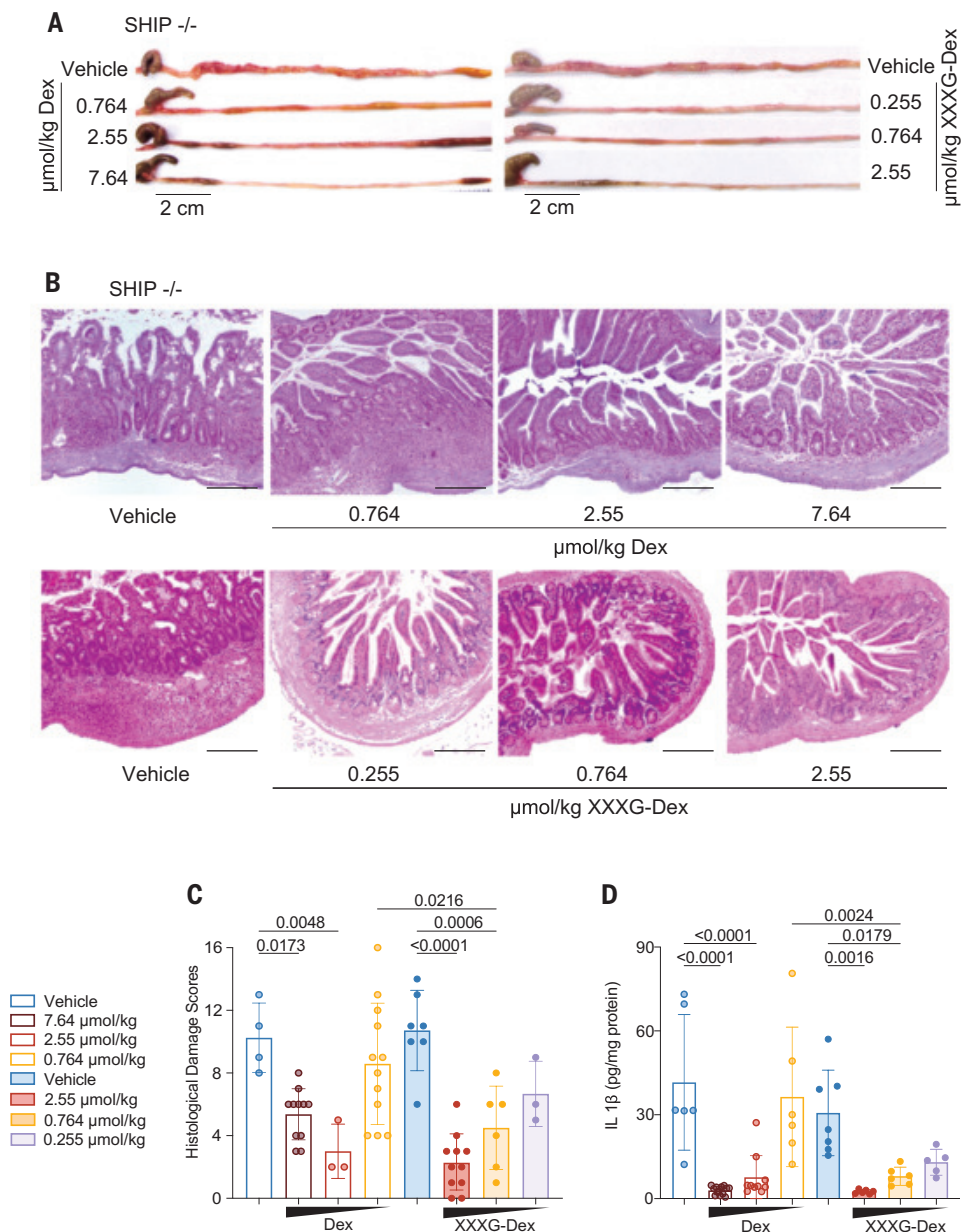 A
SHIP -/-
Vehicle
0.764
2.55
7.64
µmol/kg Dex
2 cm
2 cm
Vehicle
0.255
0.764
2.55
µmol/kg XXXG-Dex
B
SHIP -/-
Vehicle
0.764
2.55
7.64
µmol/kg Dex
Vehicle
0.255
0.764
2.55
µmol/kg XXXG-Dex
Vehicle
7.64 µmol/kg
2.55 µmol/kg
0.764 µmol/kg
Vehicle
2.55 µmol/kg
0.764 µmol/kg
0.255 µmol/kg
C
0.0216
0.0048
0.0006
0.0173
<0.0001
16
12
8
4
0
Histological Damage Scores
Dex
XXXG-Dex
D
0.0024
<0.0001
0.0179
<0.0001
0.0016
90
60
30
0
IL 1β (pg/mg protein)
Dex
XXXG-Dex